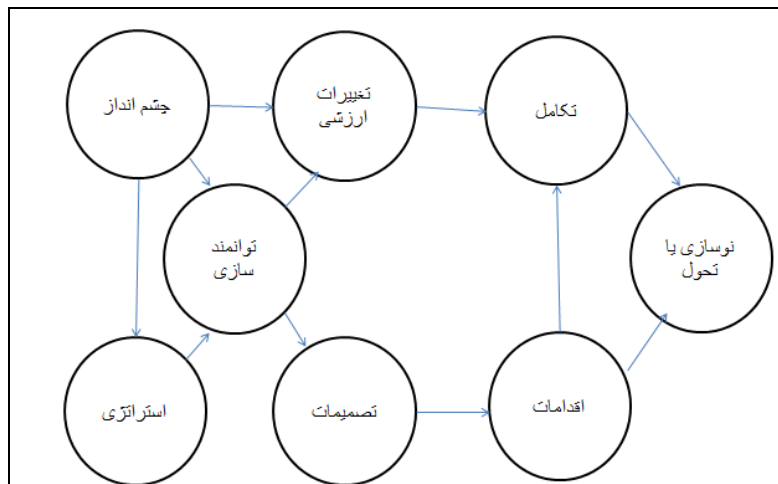 چشم انداز
تغییرات
ارزشی
تکامل
توانمند
سازی
نوسازی یا
تحول
استراتژی
تصمیمات
اقدامات